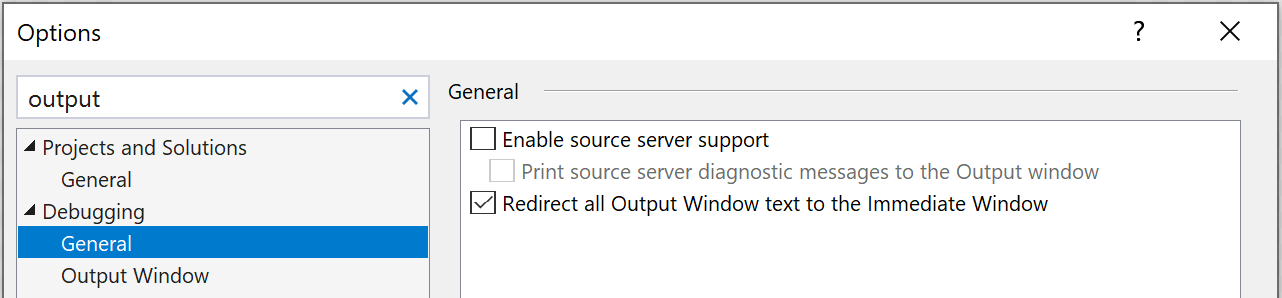 Options
?
output
General
Projects and Solutions
General
Debugging
General
Output Window
Enable source server support
Print source server diagnostic messages to the Output window
Redirect all Output Window text to the Immediate Window